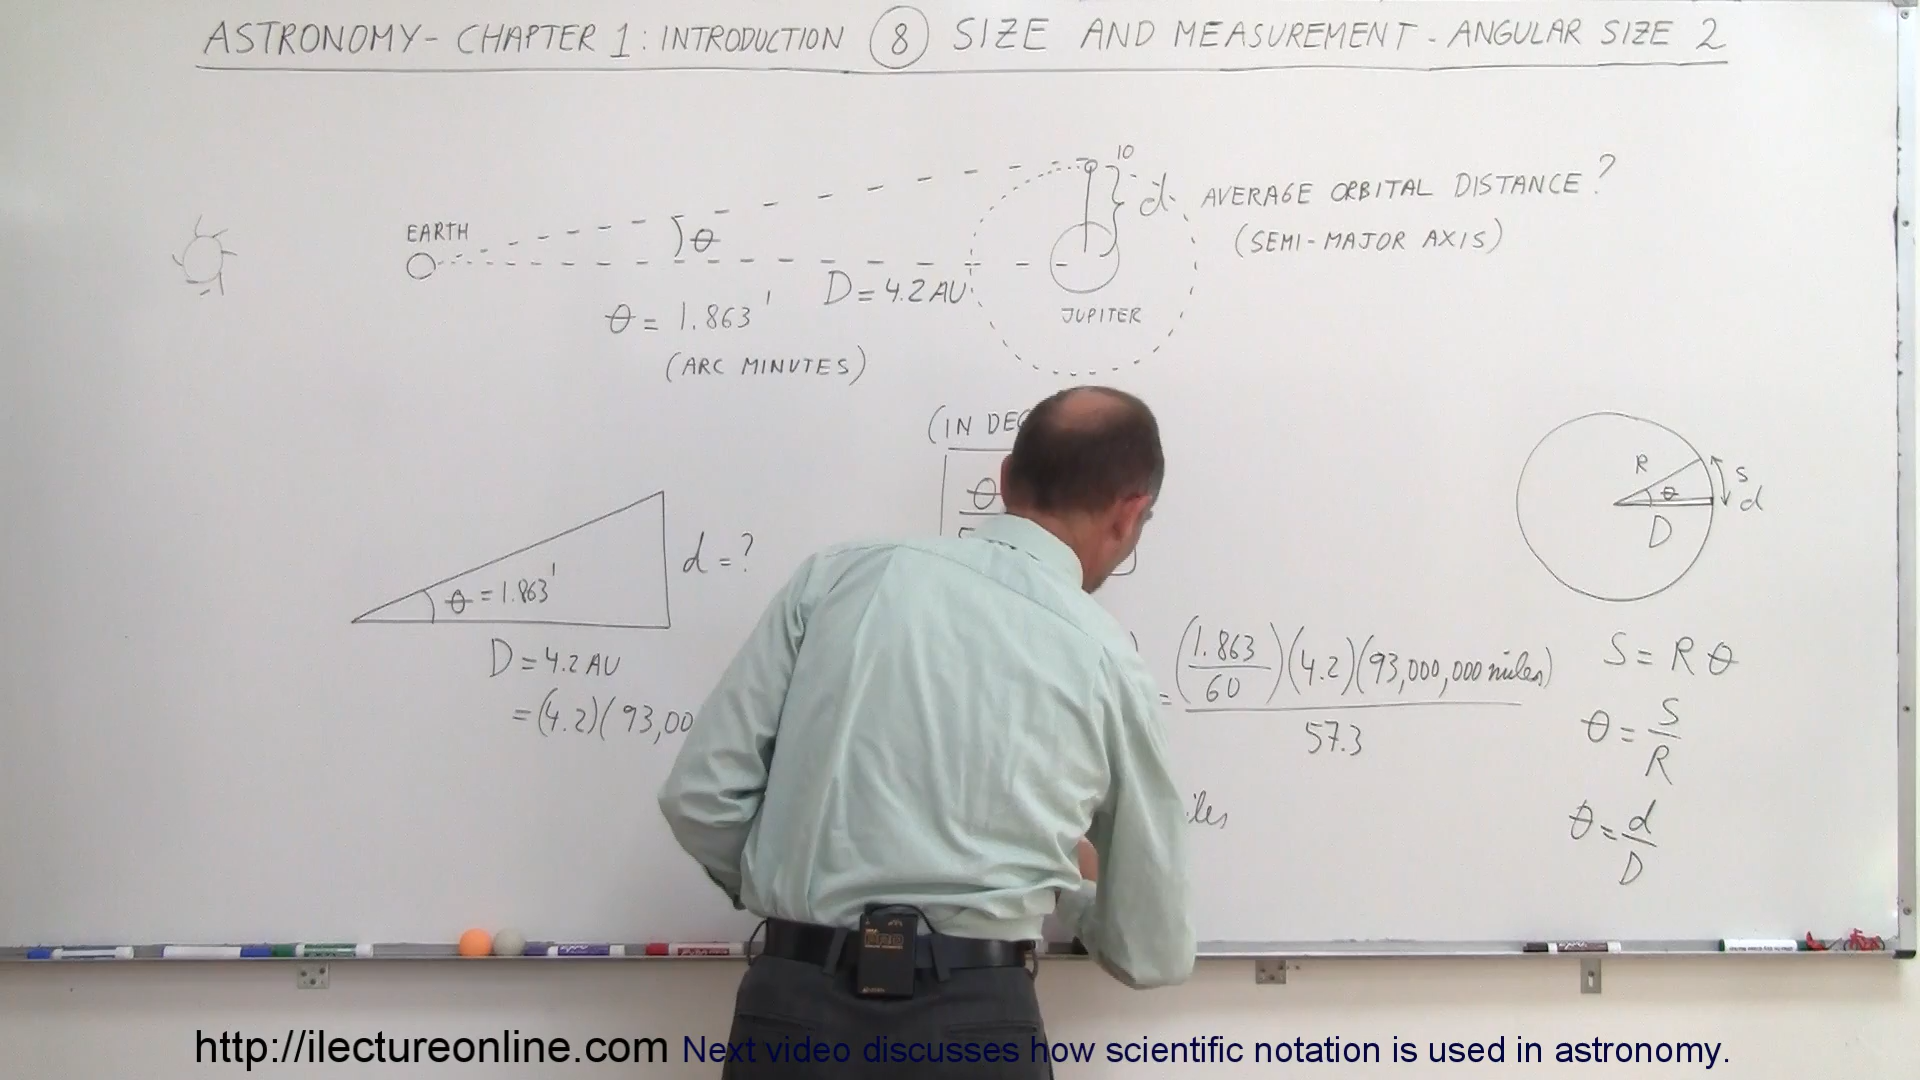 ASTRONOMY - CHAPTER 1 : INTRODUCTION 8 SIZE AND MEASUREMENT - ANGULAR SIZE 2
10
d
AVERAGE ORBITAL DISTANCE?
(SEMI-MAJOR AXIS)
EARTH
θ
D = 4.2 AU
JUPITER
θ = 1.863'
(ARC MINUTES)
(IN DEG
θ
d = ?
θ = 1.863'
D = 4.2 AU
= (4.2)(93,00
= (1.863/60)(4.2)(93,000,000 miles)
57.3
iles
R
θ
S
d
D
S = R θ
θ = S/R
θ = d/D
http://ilectureonline.com Next video discusses how scientific notation is used in astronomy.